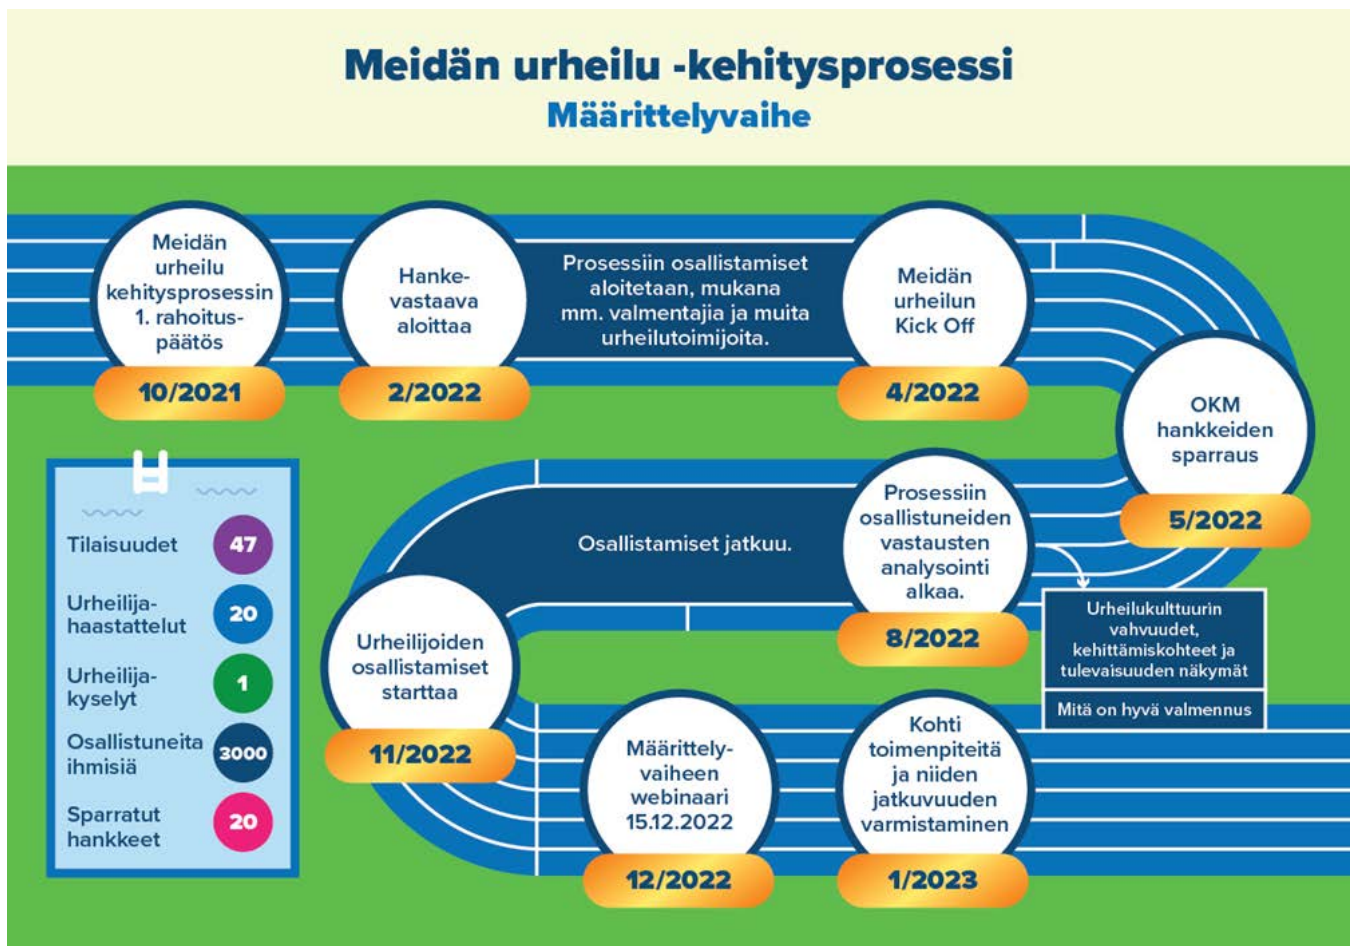 Meidän urheilu -kehitysprosessi
Määrittelyvaihe
Meidän
urheilu
kehitysprosessin
1. rahoitus-
päätös
10/2021
Hanke-
vastaava
aloittaa
2/2022
Prosessiin osallistamiset
aloitetaan, mukana
mm. valmentajia ja muita
urheilutoimijoita.
Meidän
urheilun
Kick Off
4/2022
OKM
hankkeiden
sparraus
5/2022
Prosessiin
osallistuneiden
vastausten
analysointi
alkaa.
8/2022
Urheilukulttuurin
vahvuudet,
kehittämiskohteet ja
tulevaisuuden näkymät
Mitä on hyvä valmennus
Osallistamiset jatkuu.
Urheilijoiden
osallistamiset
starttaa
11/2022
Määrittely-
vaiheen
webinaari
15.12.2022
12/2022
Kohti
toimenpiteitä
ja niiden
jatkuvuuden
varmistaminen
1/2023
Tilaisuudet 47
Urheilija-
haastattelut 20
Urheilija-
kyselyt 1
Osallistuneita
ihmisiä 3000
Sparratut
hankkeet 20